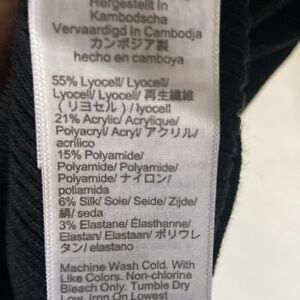 Hergestellt In
Kambodscha
Vervaardigd In Cambodja
カンボジア製
hecho en camboya
55% Lyocell/ Lyocell/
Lyocell/ Lyocell/ 再生繊維
(リヨセル) / lyocell
21% Acrylic/ Acrylique/
Polyacryl/ Acryl/ アクリル/
acrílico
15% Polyamide/
Polyamide/ Polyamid/
Polyamide/ ナイロン/
poliamida
6% Silk/ Soie/ Seide/ Zijde/
絹/ seda
3% Elastane/ Élasthanne/
Elastan/ Elastaan/ ポリウレ
タン/ elastano
Machine Wash Cold. With
Like Colors. Non-chlorine
Bleach Only. Tumble Dry
Low. Iron On Lowest